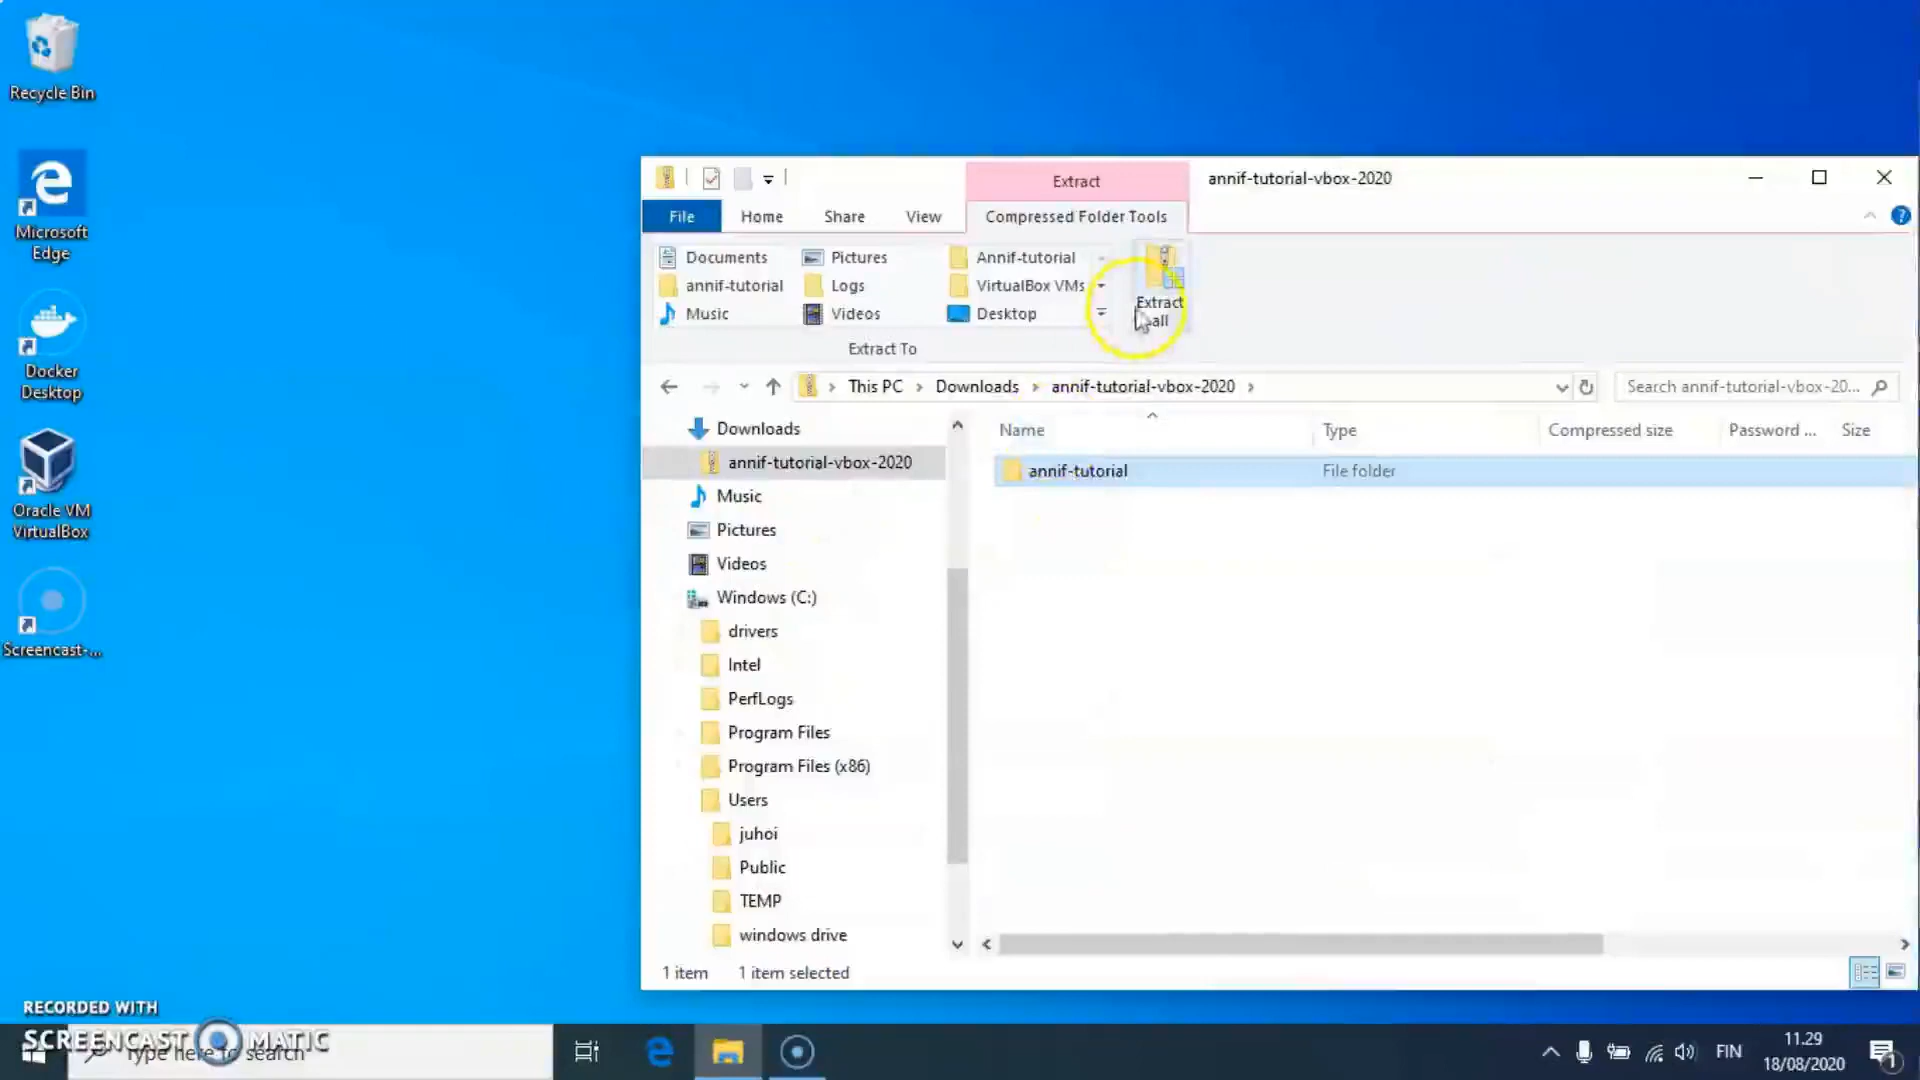 Recycle Bin
Microsoft
Edge
Docker
Desktop
Oracle VM
VirtualBox
Screencast-...
Extract
annif-tutorial-vbox-2020
File
Home
Share
View
Compressed Folder Tools
Documents
Pictures
Annif-tutorial
annif-tutorial
Logs
VirtualBox VMs
Music
Videos
Desktop
Extract
all
Extract To
This PC
Downloads
annif-tutorial-vbox-2020
Search annif-tutorial-vbox-20...
Downloads
annif-tutorial-vbox-2020
Music
Pictures
Videos
Windows (C:)
drivers
Intel
PerfLogs
Program Files
Program Files (x86)
Users
juhoi
Public
TEMP
windows drive
Name
Type
Compressed size
Password ...
Size
annif-tutorial
File folder
1 item
1 item selected
RECORDED WITH
SCREENCAST MATIC
Type here to search
FIN
11.29
18/08/2020
1